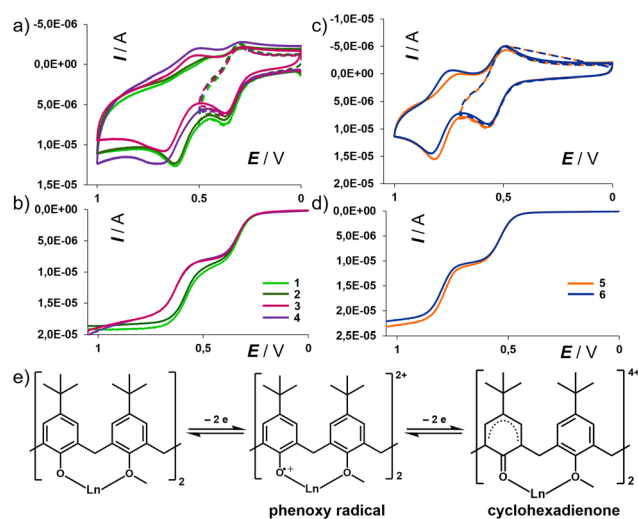 a)
I / A
-5,0E-06
0,0E+00
5,0E-06
1,0E-05
1,5E-05
1
0,5
0
E / V
c)
I / A
-1,0E-05
-5,0E-06
0,0E+00
5,0E-06
1,0E-05
1,5E-05
2,0E-05
1
0,5
0
E / V
b)
I / A
0,0E+00
5,0E-06
1,0E-05
1,5E-05
2,0E-05
1
2
3
4
1
0,5
0
E / V
d)
I / A
0,0E+00
5,0E-06
1,0E-05
1,5E-05
2,0E-05
2,5E-05
5
6
1
0,5
0
E / V
e)
O
O
Ln
2
– 2 e
2+
O•+
O
Ln
2
phenoxy radical
– 2 e
4+
O
O
Ln
2
cyclohexadienone